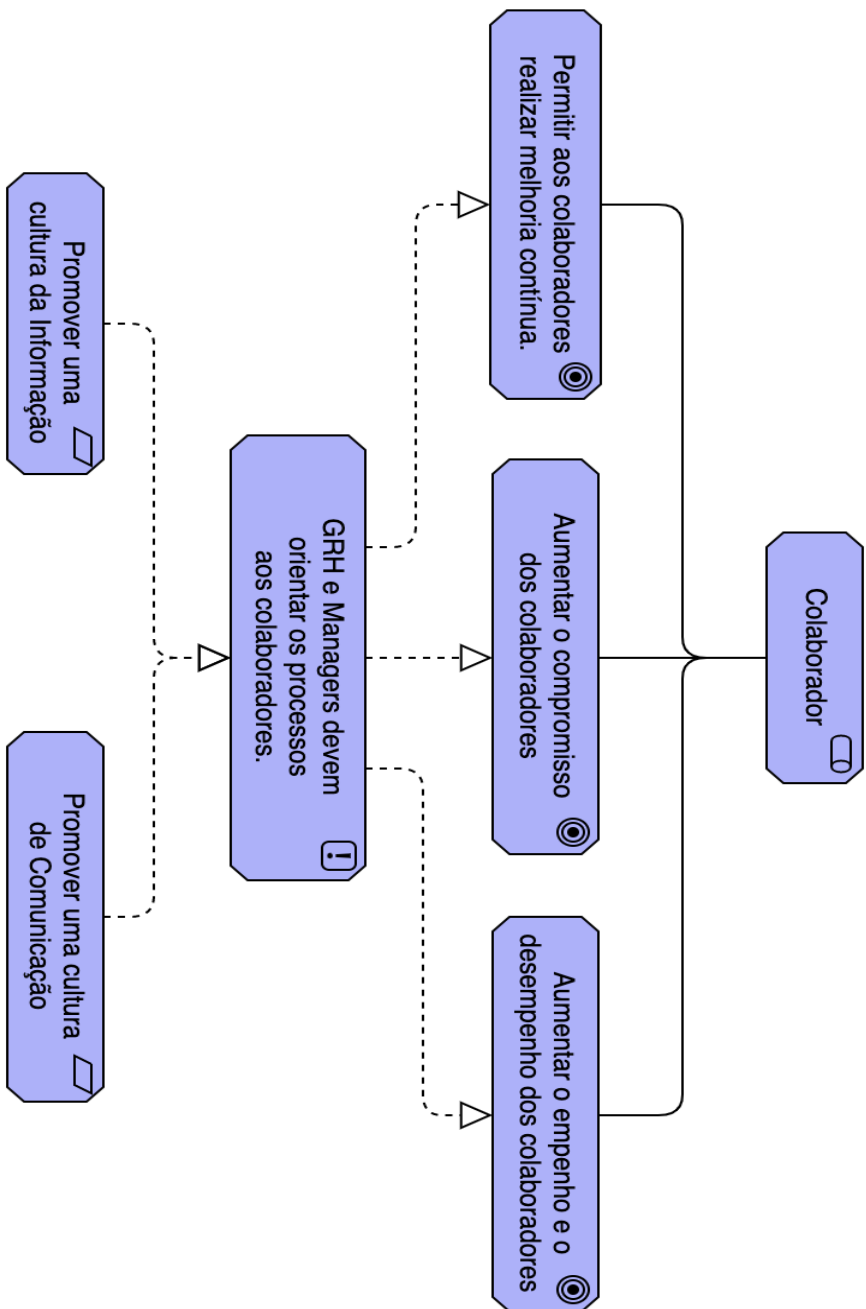 Colaborador
Permitir aos colaboradores
realizar melhoria contínua.
Aumentar o compromisso
dos colaboradores
Aumentar o empenho e o
desempenho dos colaboradores
GRH e Managers devem
orientar os processos
aos colaboradores.
Promover uma
cultura da Informação
Promover uma cultura
de Comunicação